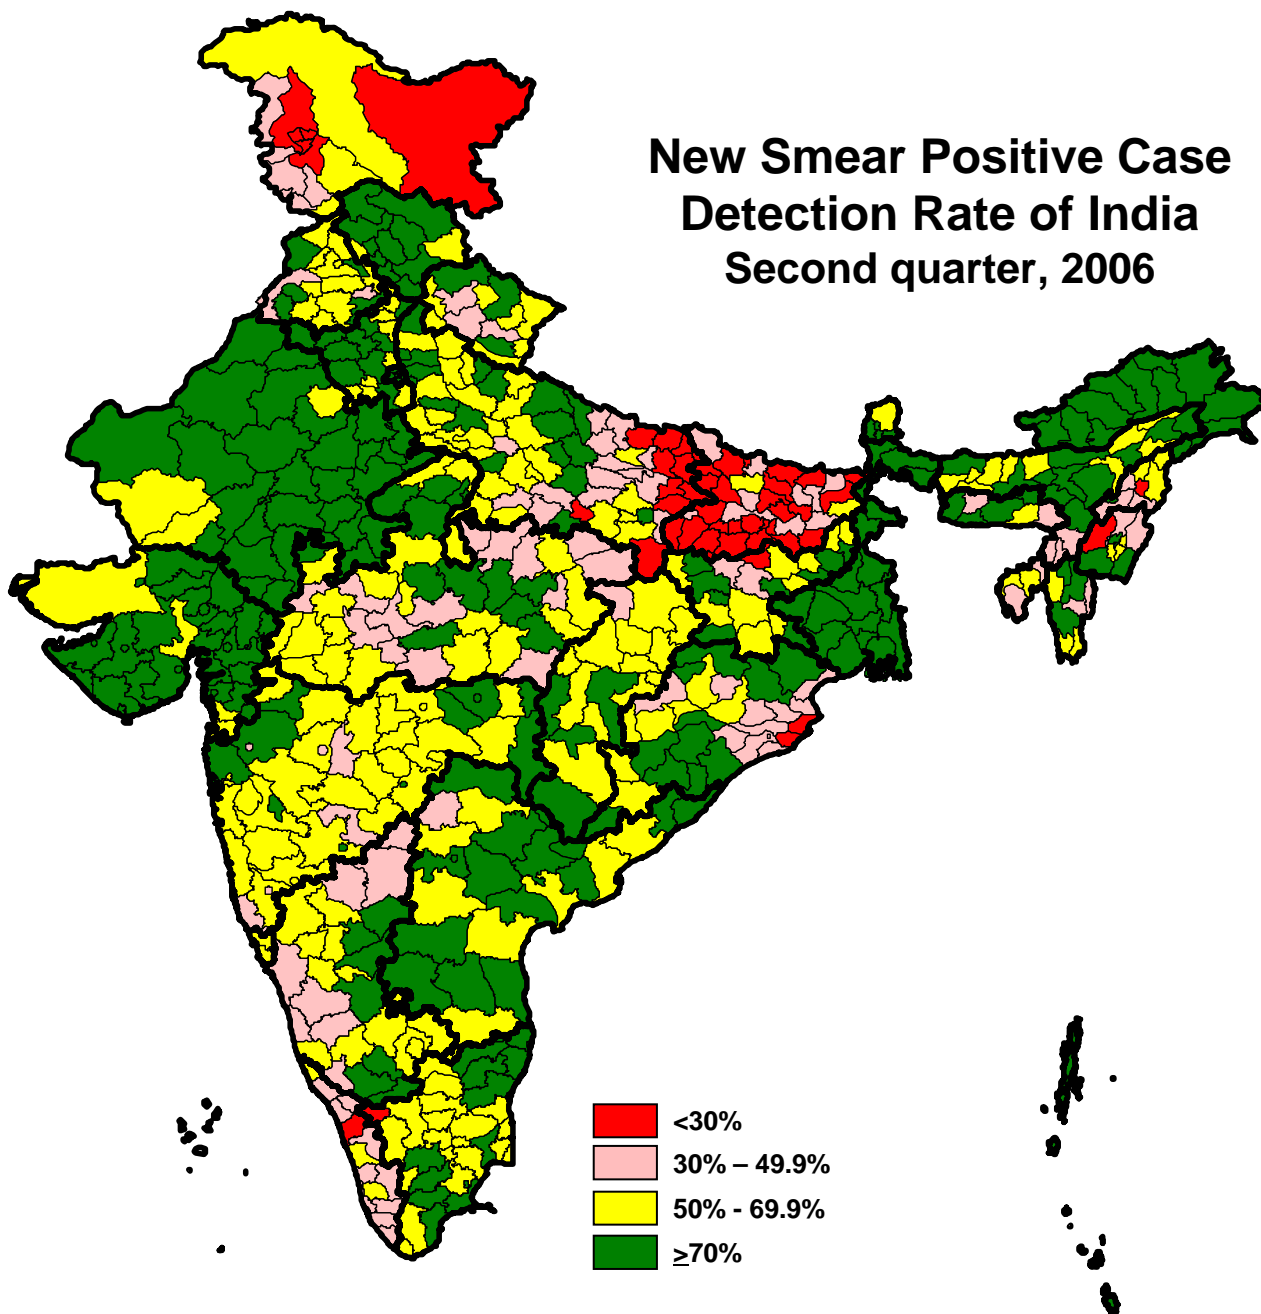 New Smear Positive Case
Detection Rate of India
Second quarter, 2006
<30%
30% – 49.9%
50% - 69.9%
≥70%